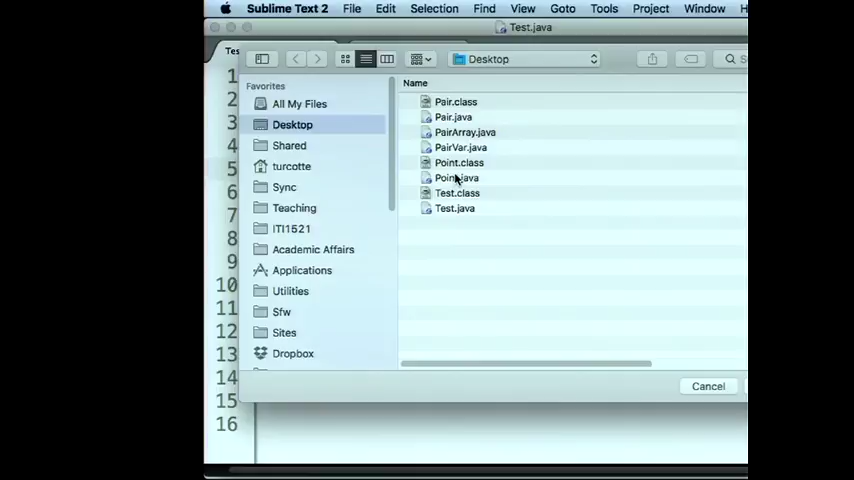 Sublime Text 2 File Edit Selection Find View Goto Tools Project Window H
Test.java
Tes
Desktop
S
Favorites
Name
All My Files
Desktop
Shared
turcotte
Sync
Teaching
ITI1521
Academic Affairs
Applications
Utilities
Sfw
Sites
Dropbox
Pair.class
Pair.java
PairArray.java
PairVar.java
Point.class
Point.java
Test.class
Test.java
Cancel
1
2
3
4
5
6
7
8
9
10
11
12
13
14
15
16